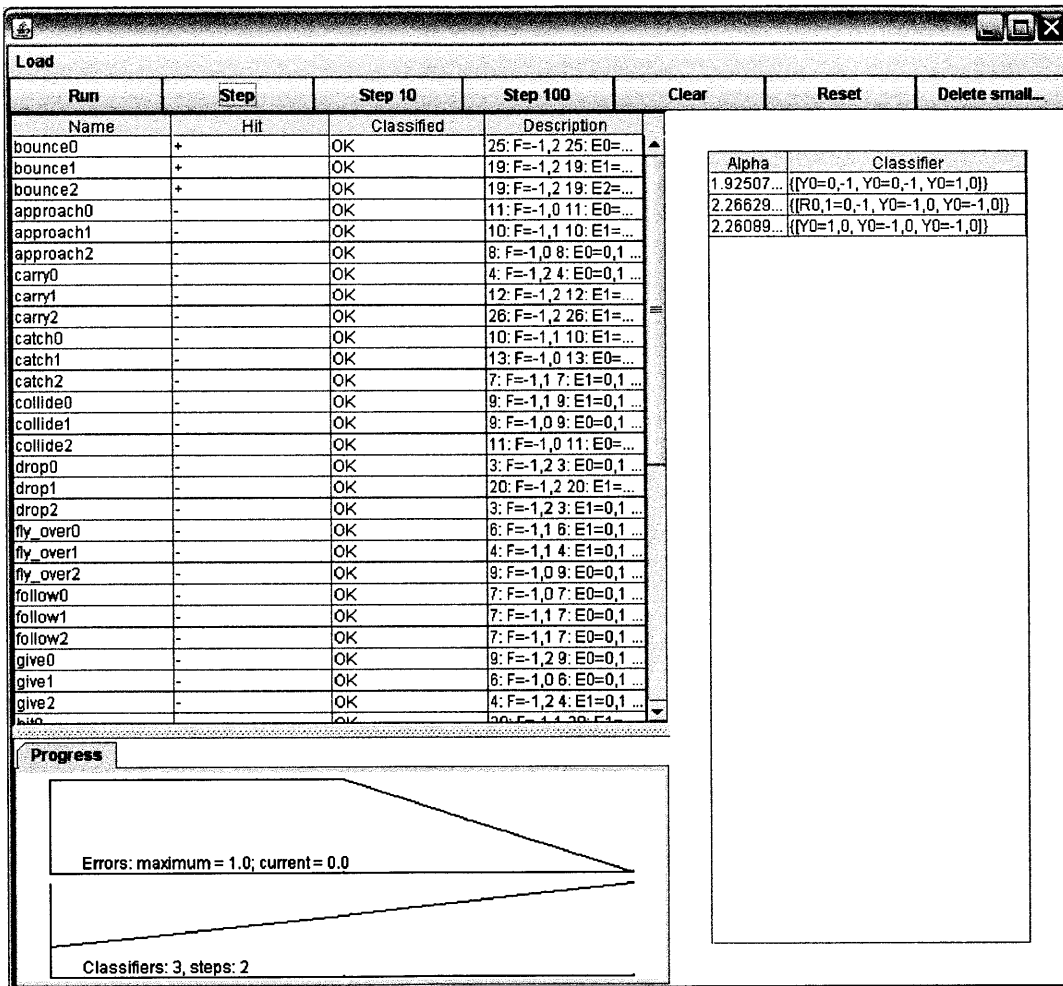 Load
Run Step Step 10 Step 100 Clear Reset Delete small...
Name Hit Classified Description
bounce0 + OK 25: F=-1,2 25: E0=...
bounce1 + OK 19: F=-1,2 19: E1=...
bounce2 + OK 19: F=-1,2 19: E2=...
approach0 - OK 11: F=-1,0 11: E0=...
approach1 - OK 10: F=-1,1 10: E1=...
approach2 - OK 8: F=-1,0 8: E0=0,1 ...
carry0 - OK 4: F=-1,2 4: E0=0,1 ...
carry1 - OK 12: F=-1,2 12: E1=...
carry2 - OK 26: F=-1,2 26: E1=...
catch0 - OK 10: F=-1,1 10: E1=...
catch1 - OK 13: F=-1,0 13: E0=...
catch2 - OK 7: F=-1,1 7: E1=0,1 ...
collide0 - OK 9: F=-1,1 9: E1=0,1 ...
collide1 - OK 9: F=-1,0 9: E0=0,1 ...
collide2 - OK 11: F=-1,0 11: E0=...
drop0 - OK 3: F=-1,2 3: E0=0,1 ...
drop1 - OK 20: F=-1,2 20: E1=...
drop2 - OK 3: F=-1,2 3: E1=0,1 ...
fly_over0 - OK 6: F=-1,1 6: E1=0,1 ...
fly_over1 - OK 4: F=-1,1 4: E1=0,1 ...
fly_over2 - OK 9: F=-1,0 9: E0=0,1 ...
follow0 - OK 7: F=-1,0 7: E0=0,1 ...
follow1 - OK 7: F=-1,1 7: E0=0,1 ...
follow2 - OK 7: F=-1,1 7: E0=0,1 ...
give0 - OK 9: F=-1,2 9: E0=0,1 ...
give1 - OK 6: F=-1,0 6: E0=0,1 ...
give2 - OK 4: F=-1,2 4: E1=0,1 ...
Alpha Classifier
1.92507... {[Y0=0,-1, Y0=0,-1, Y0=1,0]}
2.26629... {[R0,1=0,-1, Y0=-1,0, Y0=-1,0]}
2.26089... {[Y0=1,0, Y0=-1,0, Y0=-1,0]}
Progress
Errors: maximum = 1.0; current = 0.0
Classifiers: 3, steps: 2